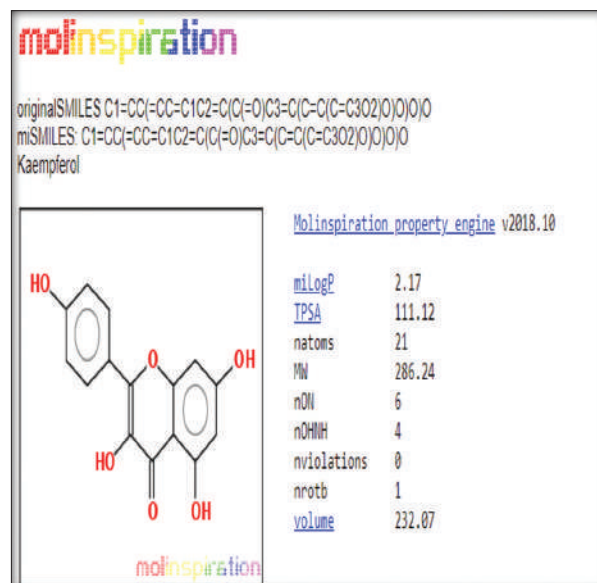 molinspiration
originalSMILES C1=CC(=CC=C1C2=C(C(=O)C3=C(C=C(C=C3O2)O)O)O)O
miSMILES: C1=CC(=CC=C1C2=C(C(=O)C3=C(C=C(C=C3O2)O)O)O)O
Kaempferol
Molinspiration property engine v2018.10
miLogP 2.17
TPSA 111.12
natoms 21
MW 286.24
nON 6
nOHNH 4
nviolations 0
nrotb 1
volume 232.07
HO
O
OH
HO
O
OH
molinspiration